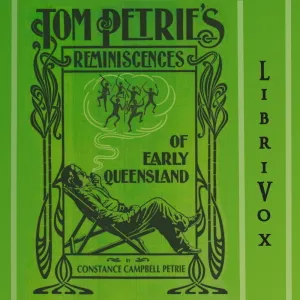 TOM PETRIE'S
REMINISCENCES
OF
EARLY
QUEENSLAND
BY
CONSTANCE CAMPBELL PETRIE
LIBRIVOX